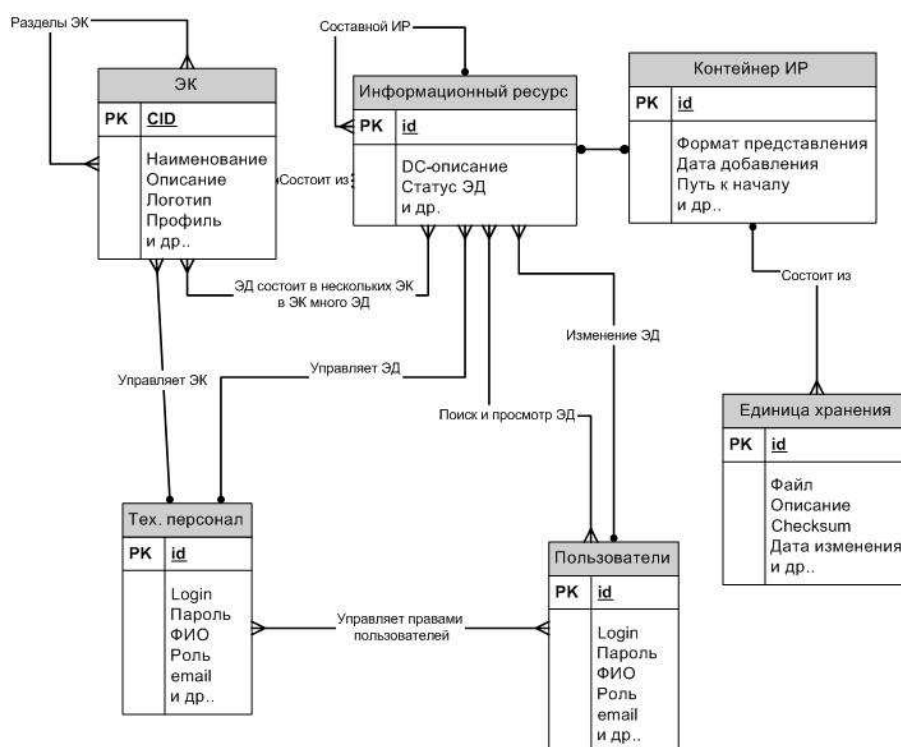 Разделы ЭК
Составной ИР
ЭК
PK CID
Наименование
Описание
Логотип
Профиль
и др..
Состоит из
Информационный ресурс
PK id
DC-описание
Статус ЭД
и др.
Контейнер ИР
PK id
Формат представления
Дата добавления
Путь к началу
и др..
Состоит из
ЭД состоит в нескольких ЭК
в ЭК много ЭД
Изменение ЭД
Управляет ЭК
Управляет ЭД
Поиск и просмотр ЭД
Единица хранения
PK id
Файл
Описание
Checksum
Дата изменения
и др..
Тех. персонал
PK id
Login
Пароль
ФИО
Роль
email
и др..
Управляет правами
пользователей
Пользователи
PK id
Login
Пароль
ФИО
Роль
email
и др..